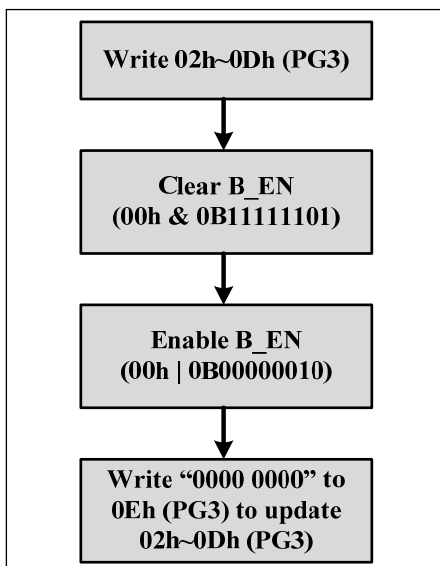 Write 02h~0Dh (PG3)
Clear B_EN
(00h & 0B11111101)
Enable B_EN
(00h | 0B00000010)
Write “0000 0000” to
0Eh (PG3) to update
02h~0Dh (PG3)